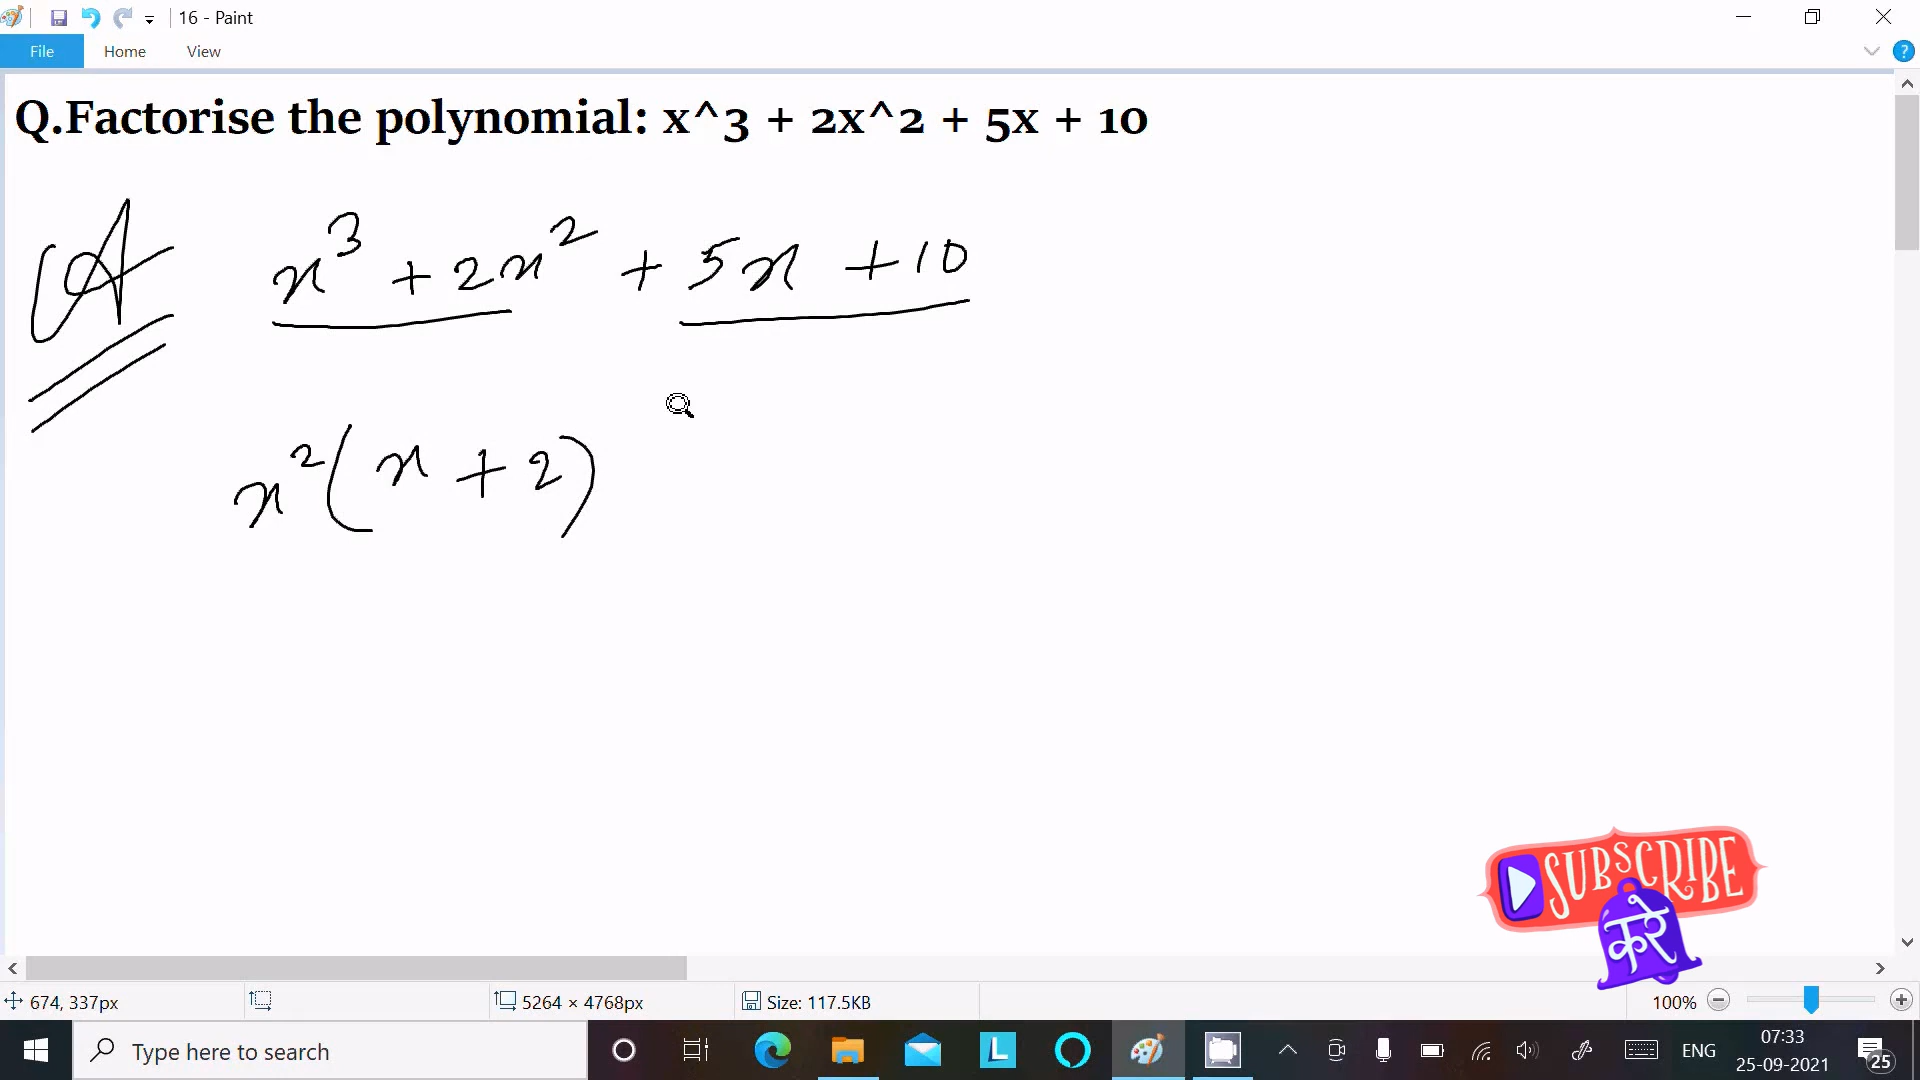 16 - Paint
File Home View
Q.Factorise the polynomial: x^3 + 2x^2 + 5x + 10
A x³ + 2x² + 5x + 10
x²(x + 2)
SUBSCRIBE
करे
674, 337px 5264 × 4768px Size: 117.5KB 100%
Type here to search
L
ENG
07:33
25-09-2021
25